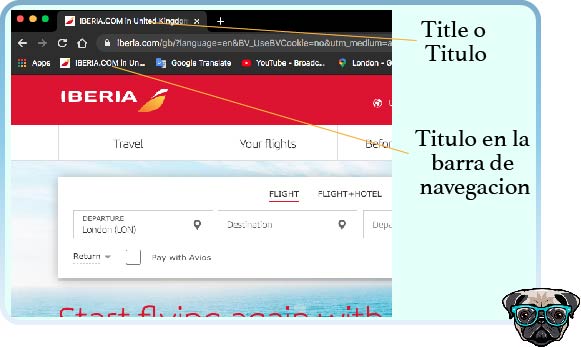 IBERIA.COM in United Kingdom
iberia.com/gb/?language=en&BV_UseBVCookie=no&utm_medium=a
Apps IBERIA.COM in Un... Google Translate YouTube - Broadc... London - G
Title o
Titulo
IBERIA
Titulo en la
barra de
navegacion
Travel Your flights Befor
FLIGHT FLIGHT+HOTEL
DEPARTURE
London (LON) Destination Depa
Return Pay with Avios
Start flying again with